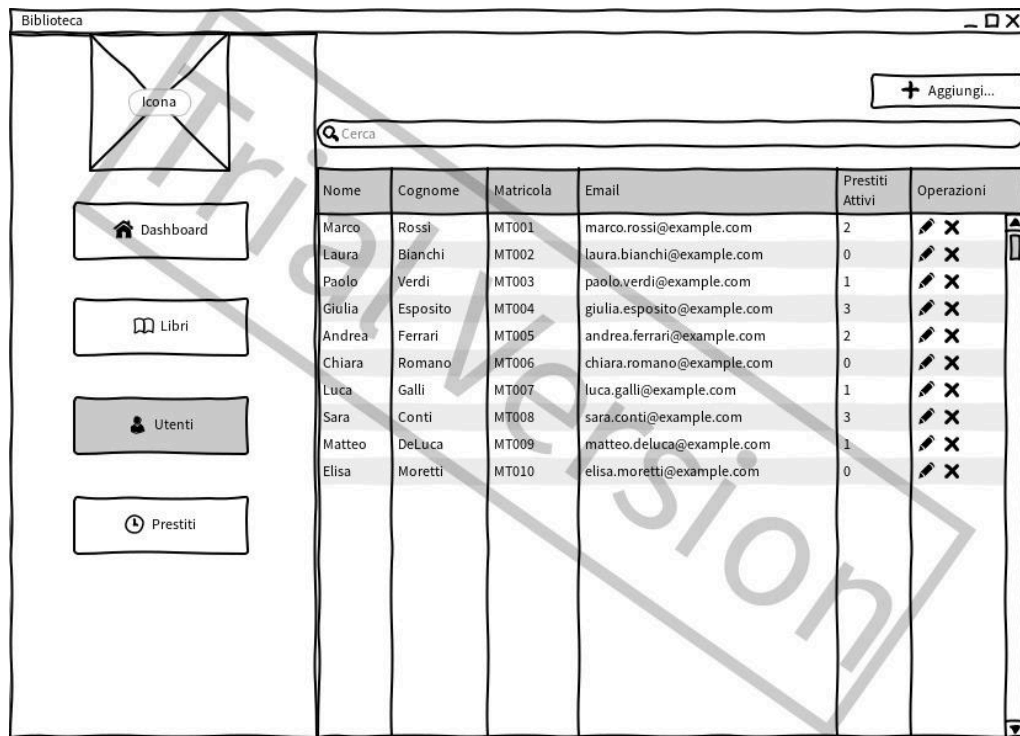 Biblioteca
Icona
Aggiungi...
Cerca
Dashboard
Libri
Utenti
Prestiti
Nome Cognome Matricola Email Prestiti Attivi Operazioni
Marco Rossi MT001 marco.rossi@example.com 2
Laura Bianchi MT002 laura.bianchi@example.com 0
Paolo Verdi MT003 paolo.verdi@example.com 1
Giulia Esposito MT004 giulia.esposito@example.com 3
Andrea Ferrari MT005 andrea.ferrari@example.com 2
Chiara Romano MT006 chiara.romano@example.com 0
Luca Galli MT007 luca.galli@example.com 1
Sara Conti MT008 sara.conti@example.com 3
Matteo DeLuca MT009 matteo.deluca@example.com 1
Elisa Moretti MT010 elisa.moretti@example.com 0
Trial Version